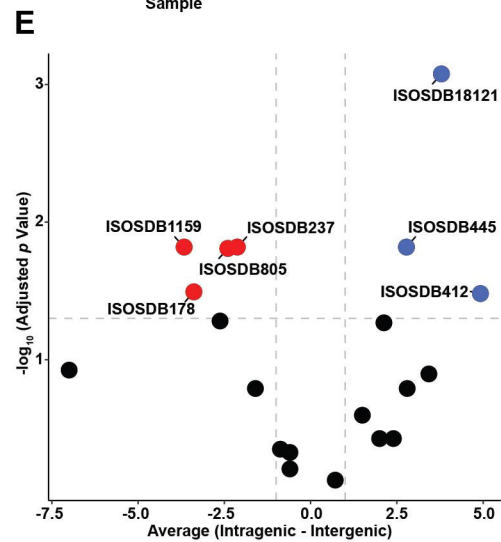 Sample
E
3
ISOSDB18121
2
ISOSDB1159
ISOSDB237
ISOSDB445
ISOSDB805
ISOSDB412
ISOSDB178
1
-log10 (Adjusted p Value)
-7.5 -5.0 -2.5 0.0 2.5 5.0
Average (Intragenic - Intergenic)